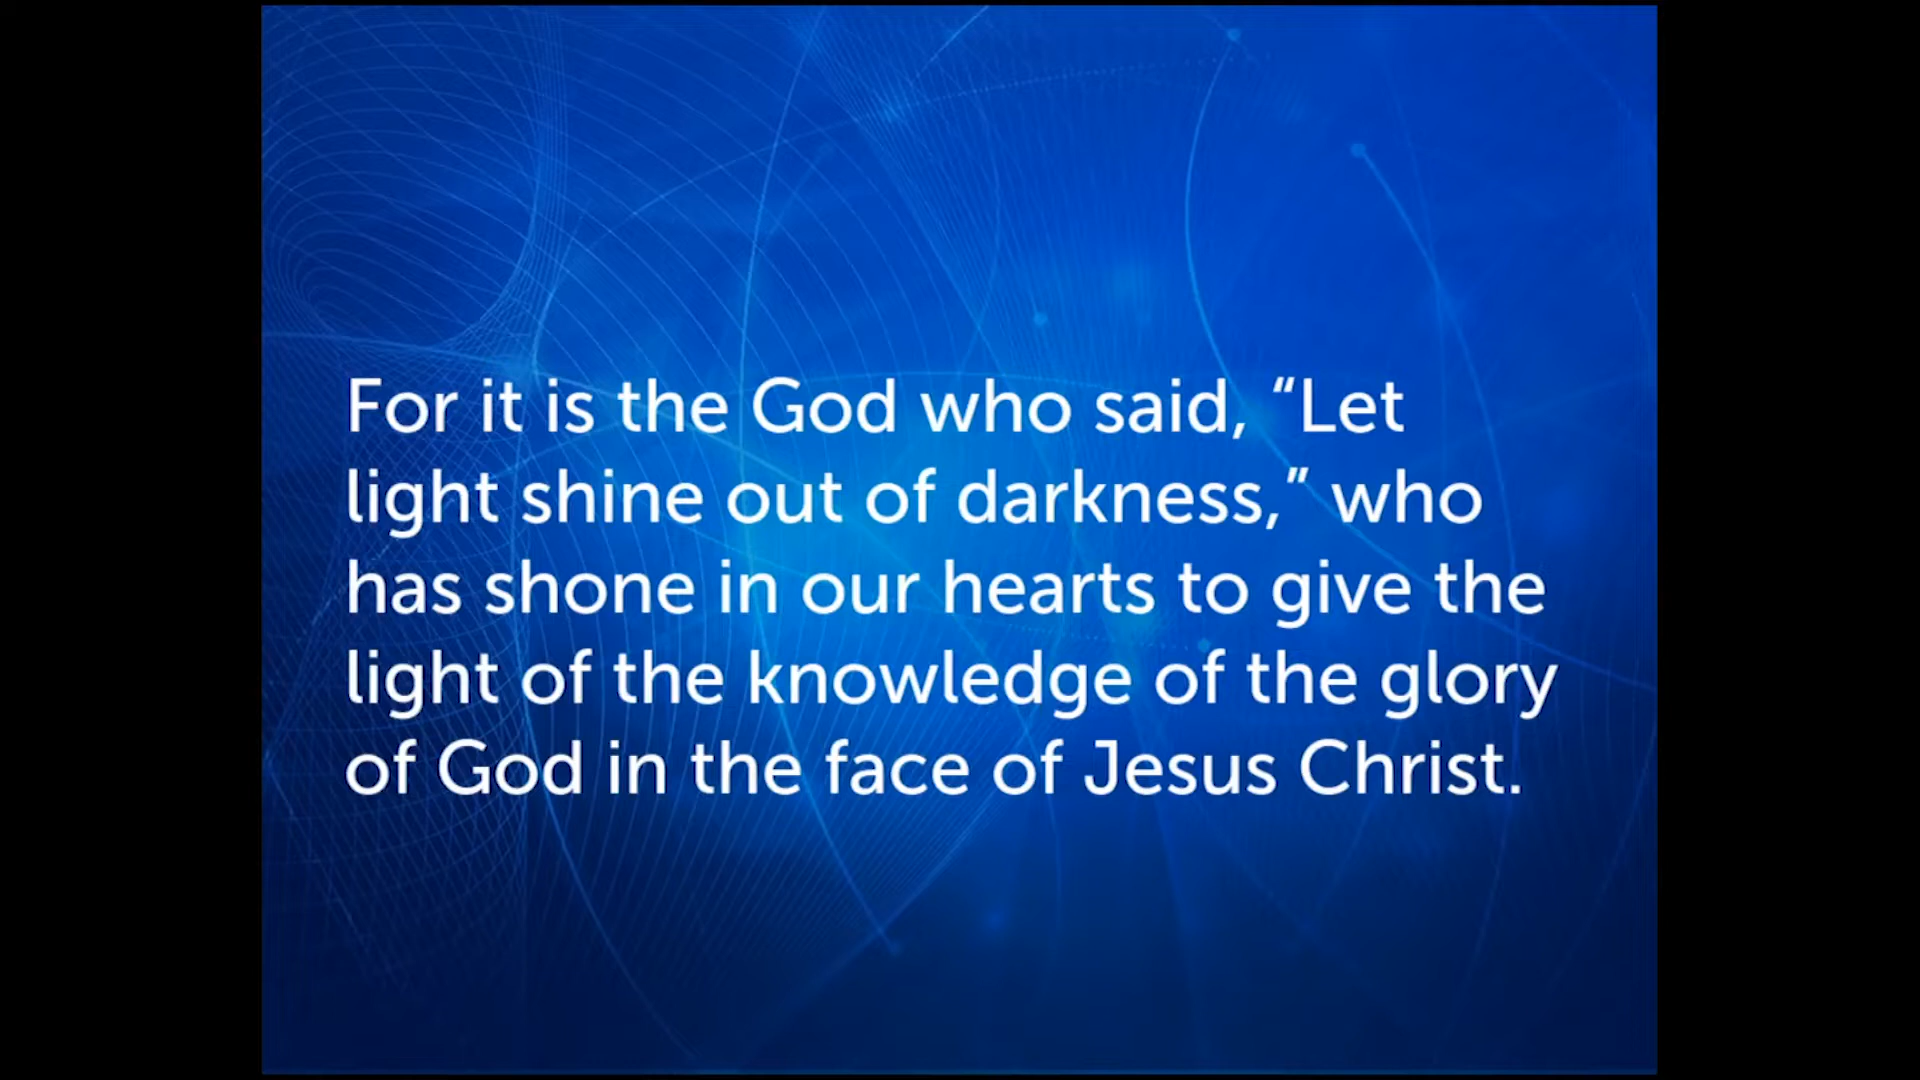 For it is the God who said, “Let
light shine out of darkness,” who
has shone in our hearts to give the
light of the knowledge of the glory
of God in the face of Jesus Christ.